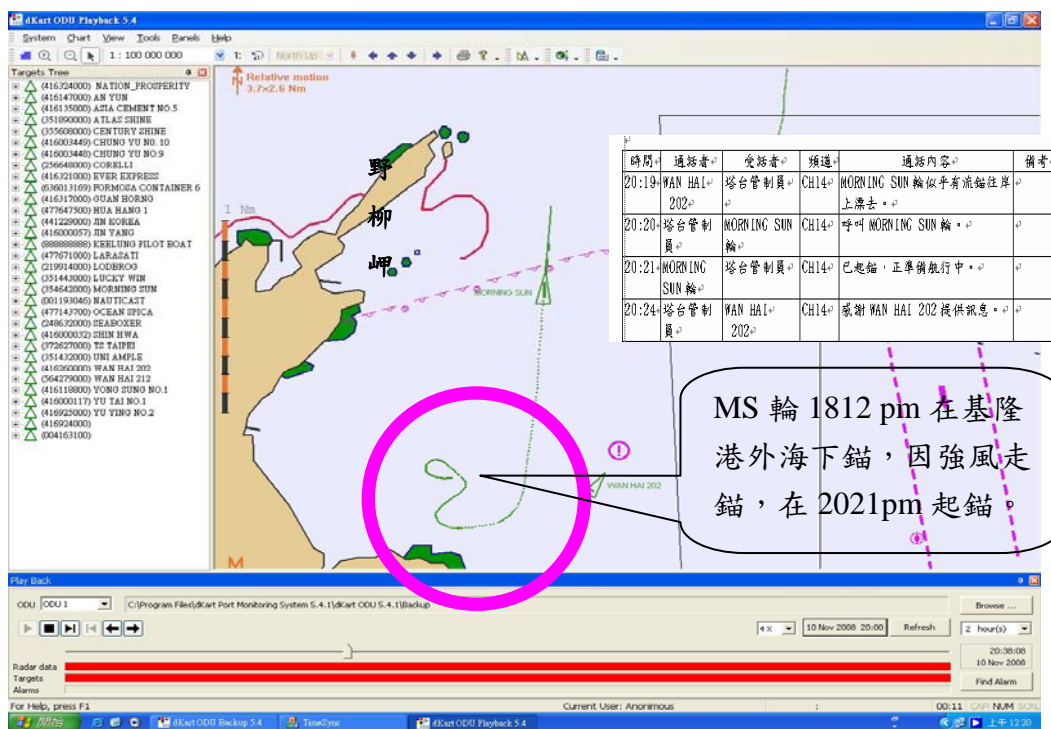 dKart ODU Playback 5.4
System Chart View Tools Panels Help
1 : 100 000 000
1:
North Up
Targets Tree
(416324000) NATION_PROSPERITY
(416147000) AN YUN
(416135000) ASIA CEMENT NO.5
(351890000) ATLAS SHINE
(355608000) CENTURY SHINE
(416003449) CHUNG YU NO. 10
(416003448) CHUNG YU NO.9
(256648000) CORELLI
(416321000) EVER EXPRESS
(636013169) FORMOSA CONTAINER 6
(416317000) GUAN HORNG
(477647500) HUA HANG 1
(441229000) JIN KOREA
(416000057) JIN YANG
(888888888) KEELUNG PILOT BOAT
(477671000) LARASATI
(219914000) LODBROG
(351443000) LUCKY WIN
(354642000) MORNING SUN
(001193046) NAUTICAST
(477143700) OCEAN SPICA
(248632000) SEABOXER
(416000032) SHIN HWA
(372627000) TS TAIPEI
(351432000) UNI AMPLE
(416260000) WAN HAI 202
(564279000) WAN HAI 212
(416118800) YONG SUNG NO.1
(416000117) YU TAI NO.1
(416925000) YU YING NO.2
(416924000)
(004163100)
N
Relative motion
3.7×2.6 Nm
1 Nm
野
柳
岬
MORNING SUN
WAN HAI 202
M
時間 通話者 受話者 頻道 通話內容 備考
20:19 WAN HAI 塔台管制員 CH14 MORNING SUN 輪似乎有流錨往岸
202 上漂去。
20:20 塔台管制 MORNING SUN CH14 呼叫 MORNING SUN 輪。
員 輪
20:21 MORNING 塔台管制員 CH14 已起錨，正準備航行中。
SUN 輪
20:24 塔台管制 WAN HAI CH14 感謝 WAN HAI 202 提供訊息。
員 202
MS 輪 1812 pm 在基隆
港外海下錨，因強風走
錨，在 2021pm 起錨。
Play Back
ODU ODU 1 C:\Program Files\dKart Port Monitoring System 5.4.1\dKart ODU 5.4.1\Backup Browse ...
4 X 10 Nov 2008 20:00 Refresh 2 hour(s)
20:38:08
10 Nov 2008
Radar data
Targets
Alarms
Find Alarm
For Help, press F1 Current User: Anonimous : 00:11 CAP NUM SCRL
開始 dKart ODU Backup 5.4 TimeSync dKart ODU Playback 5.4 上午 12:20